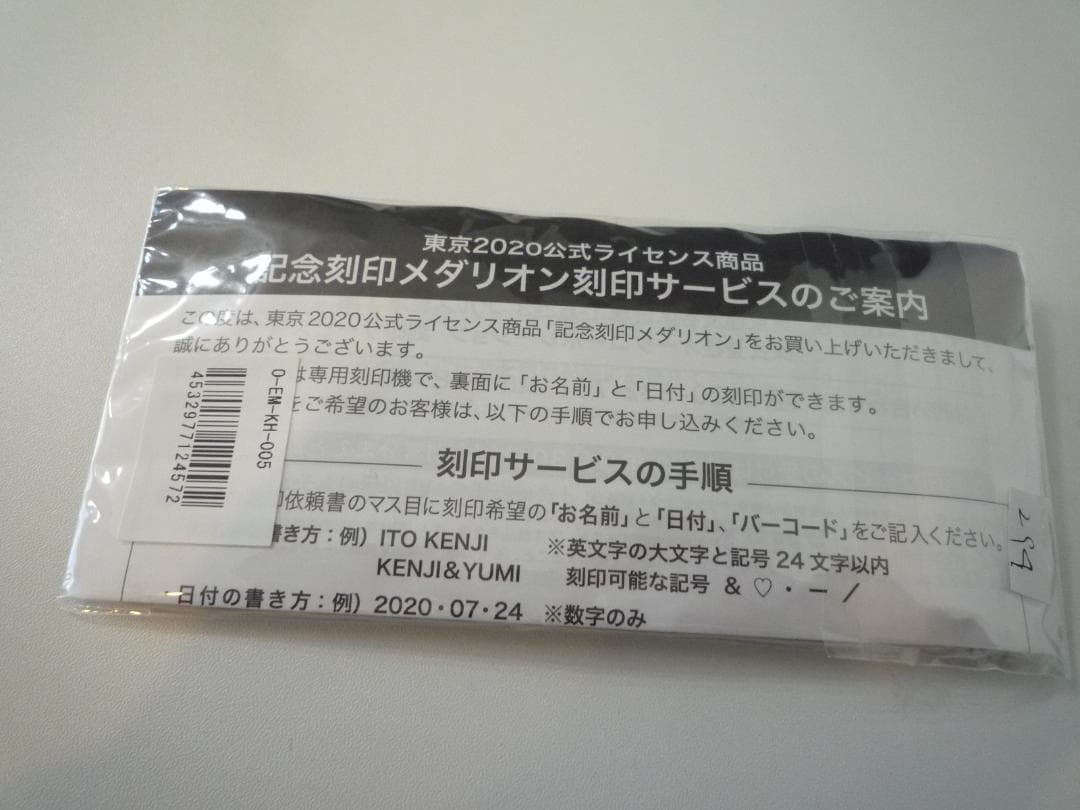 東京2020公式ライセンス商品
記念刻印メダリオン刻印サービスのご案内
この度は、東京2020公式ライセンス商品「記念刻印メダリオン」をお買い上げいただきまして、
誠にありがとうございます。
は専用刻印機で、裏面に「お名前」と「日付」の刻印ができます。
をご希望のお客様は、以下の手順でお申し込みください。
刻印サービスの手順
印依頼書のマス目に刻印希望の「お名前」と「日付」、「バーコード」をご記入ください。
書き方：例）ITO KENJI ※英文字の大文字と記号24文字以内
KENJI&YUMI 刻印可能な記号 & ♡ ・ ー /
日付の書き方：例）2020・07・24 ※数字のみ
O-EM-KH-005
4532977124572